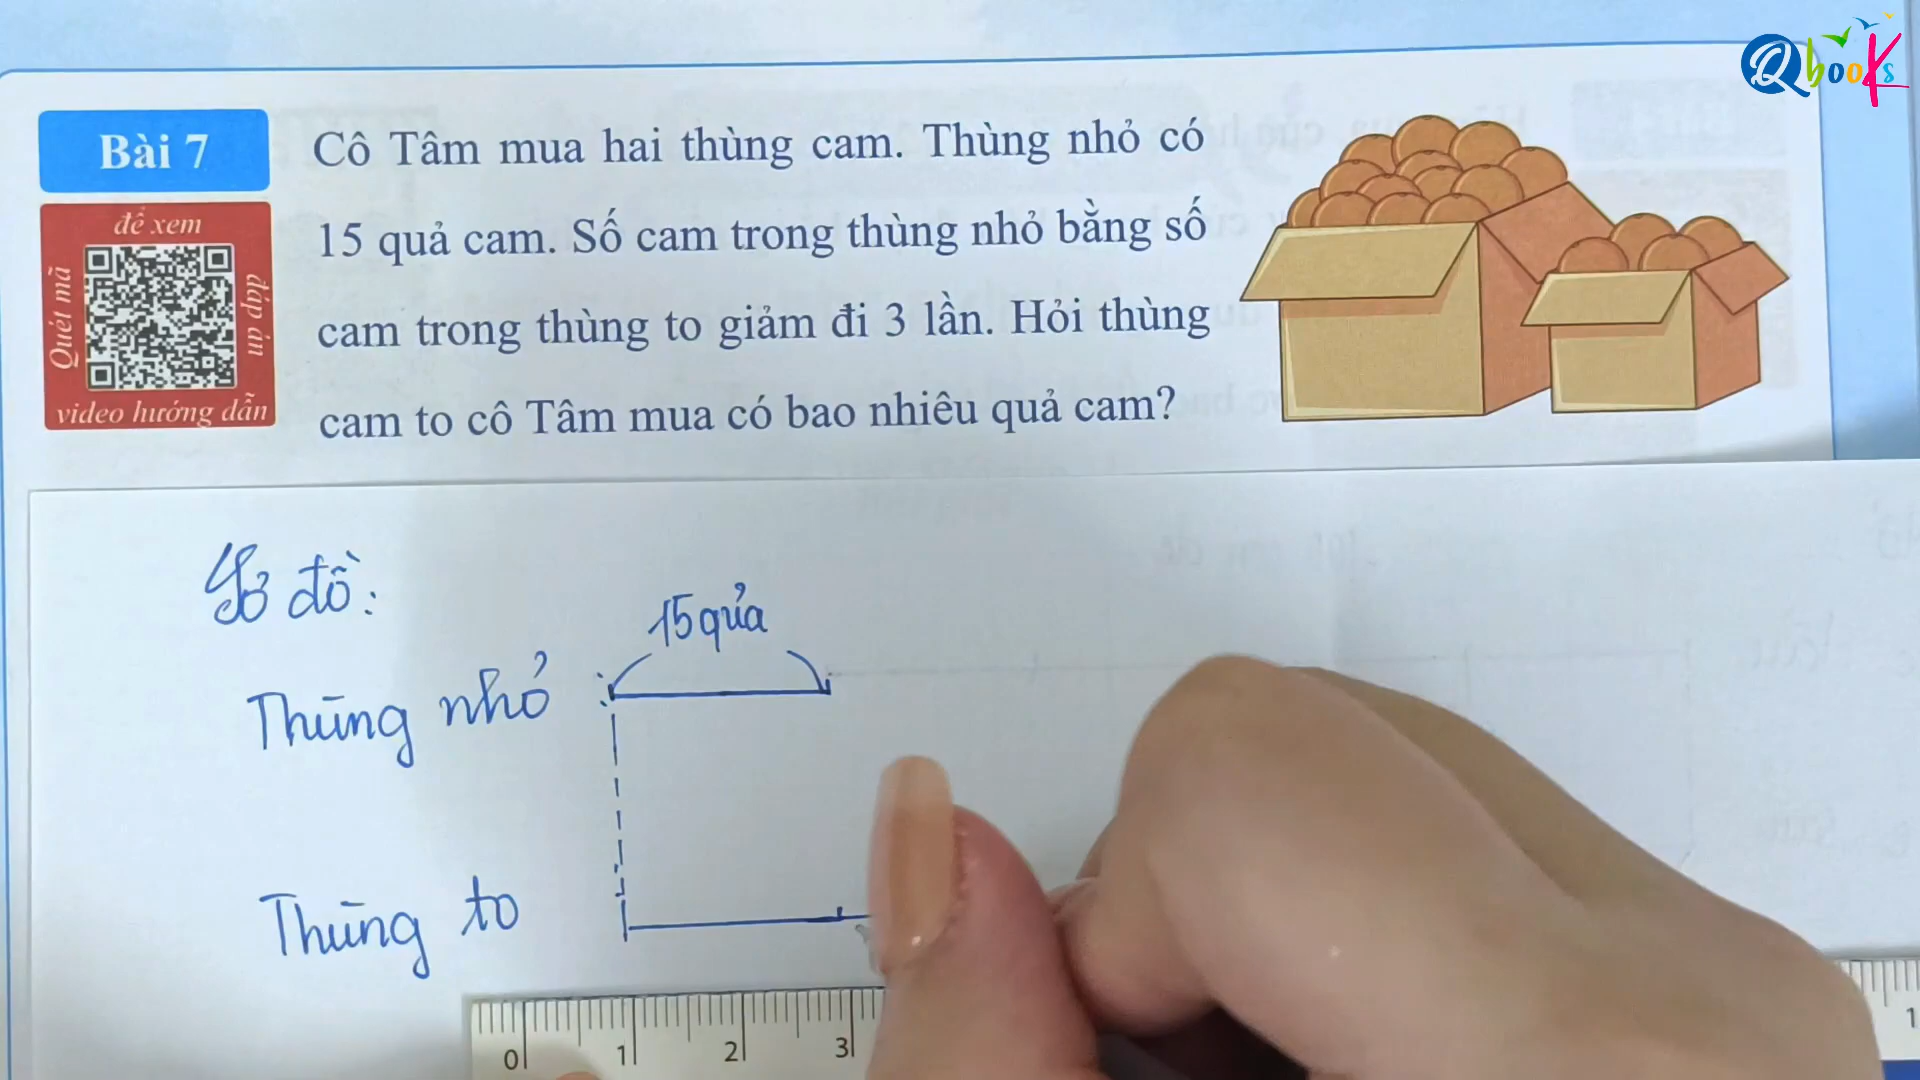 Qbooks
Bài 7
để xem
Quét mã
đáp án
video hướng dẫn
Cô Tâm mua hai thùng cam. Thùng nhỏ có
15 quả cam. Số cam trong thùng nhỏ bằng số
cam trong thùng to giảm đi 3 lần. Hỏi thùng
cam to cô Tâm mua có bao nhiêu quả cam?
Sơ đồ:
15 quả
Thùng nhỏ
Thùng to
0 1 2 3
1